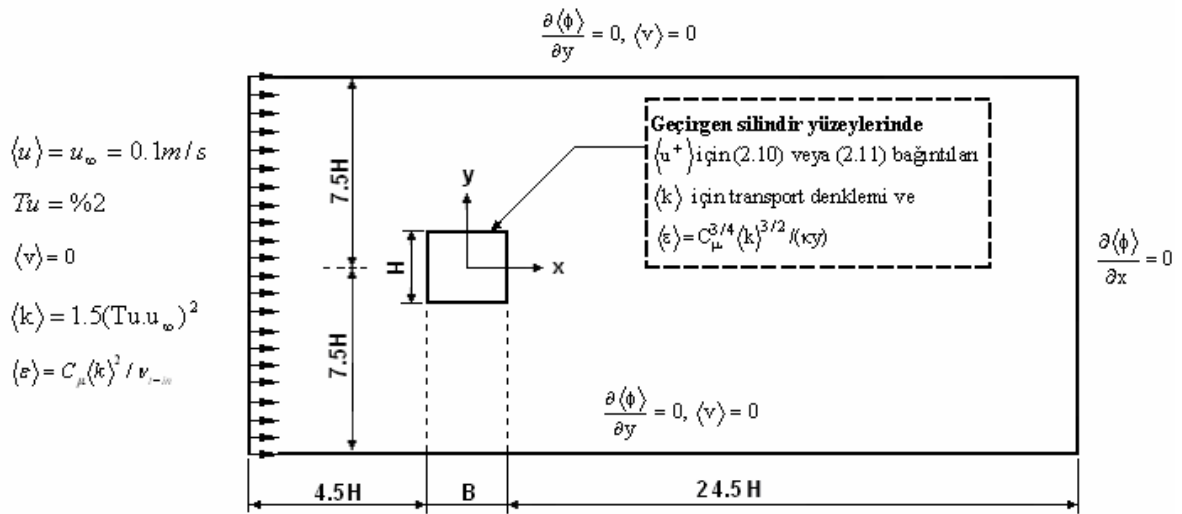 ∂⟨ϕ⟩/∂y = 0, ⟨v⟩ = 0
⟨u⟩ = u∞ = 0.1m/s
Tu = %2
⟨v⟩ = 0
⟨k⟩ = 1.5(Tu.u∞)²
⟨ε⟩ = Cμ⟨k⟩² / νt-in
7.5H
7.5H
H
y
x
Geçirgen silindir yüzeylerinde
⟨u⁺⟩ için (2.10) veya (2.11) bağıntıları
⟨k⟩ için transport denklemi ve
⟨ε⟩ = Cμ^3/4⟨k⟩^3/2/(κy)
∂⟨ϕ⟩/∂x = 0
∂⟨ϕ⟩/∂y = 0, ⟨v⟩ = 0
4.5H
B
24.5H